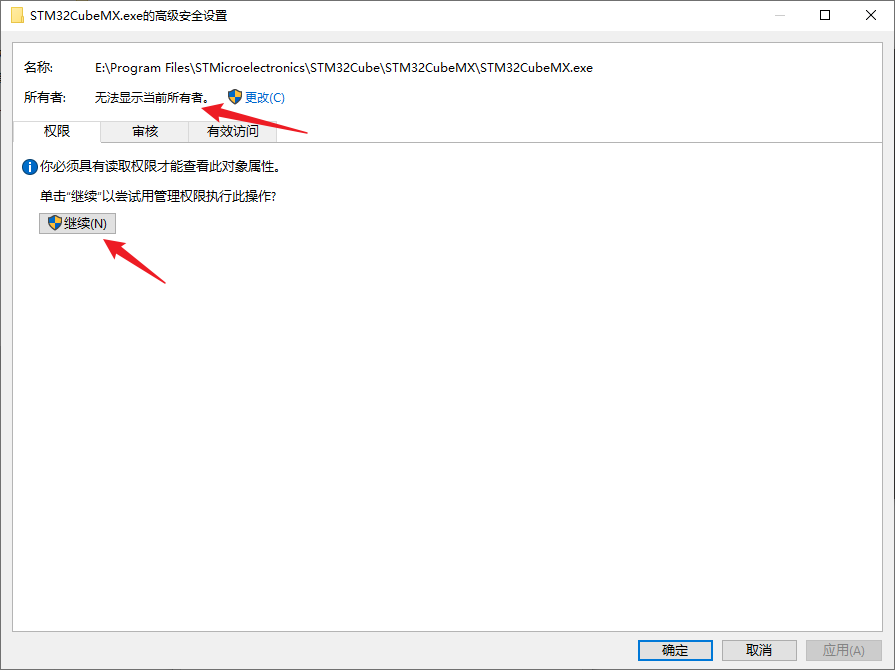 STM32CubeMX.exe的高级安全设置
名称: E:\Program Files\STMicroelectronics\STM32Cube\STM32CubeMX\STM32CubeMX.exe
所有者: 无法显示当前所有者。 更改(C)
权限 审核 有效访问
你必须具有读取权限才能查看此对象属性。
单击"继续"以尝试用管理权限执行此操作?
继续(N)
确定 取消 应用(A)